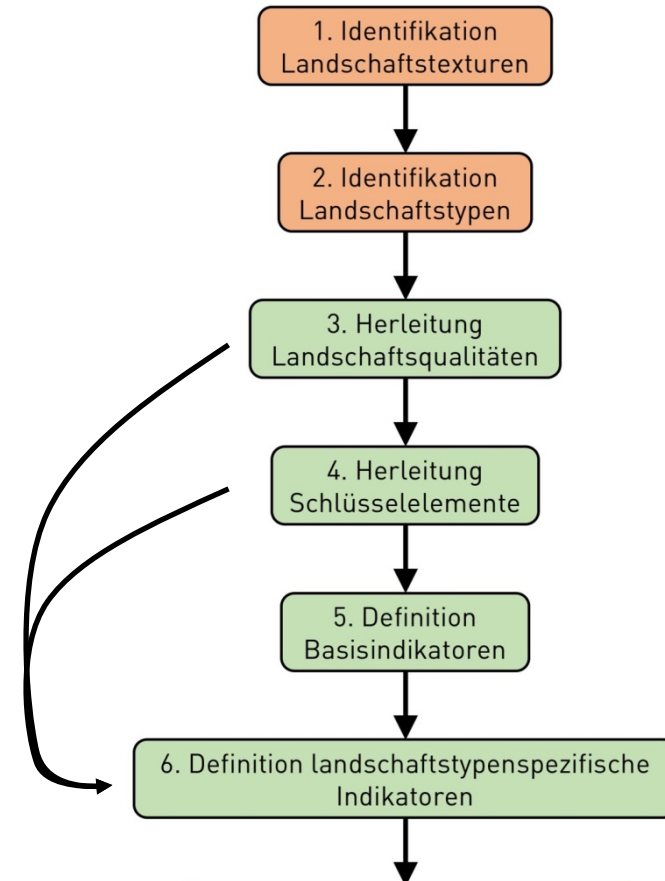 1. Identifikation
Landschaftstexturen
2. Identifikation
Landschaftstypen
3. Herleitung
Landschaftsqualitäten
4. Herleitung
Schlüsselelemente
5. Definition
Basisindikatoren
6. Definition landschaftstypenspezifische
Indikatoren